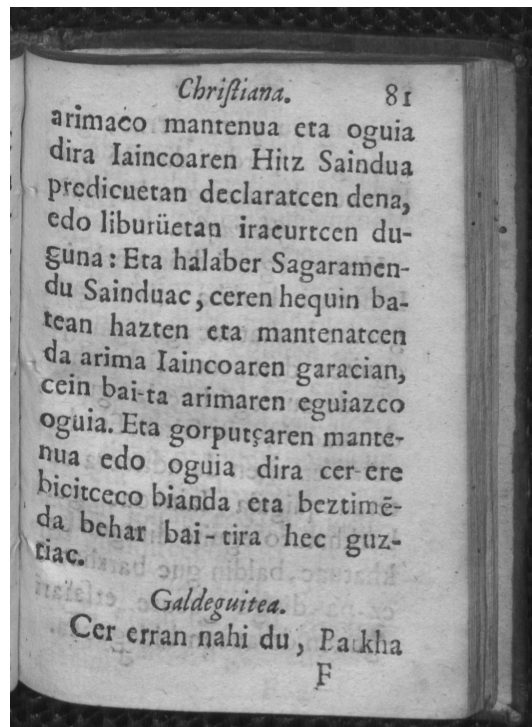 Chriſtiana. 81
arimaco mantenua eta oguia
dira Iaincoaren Hitz Saindua
predicuetan declaratcen dena,
edo liburüetan iracurtcen du-
guna: Eta halaber Sagaramen-
du Sainduac, ceren hequin ba-
tean hazten eta mantenatcen
da arima Iaincoaren garacian,
cein bai-ta arimaren eguiazco
oguia. Eta gorputçaren mante-
nua edo oguia dira cer-ere
bicitceco bianda eta beztimē-
da behar bai-tira hec guz-
tiac.
Galdeguitea.
Cer erran nahi du, Parkha
F